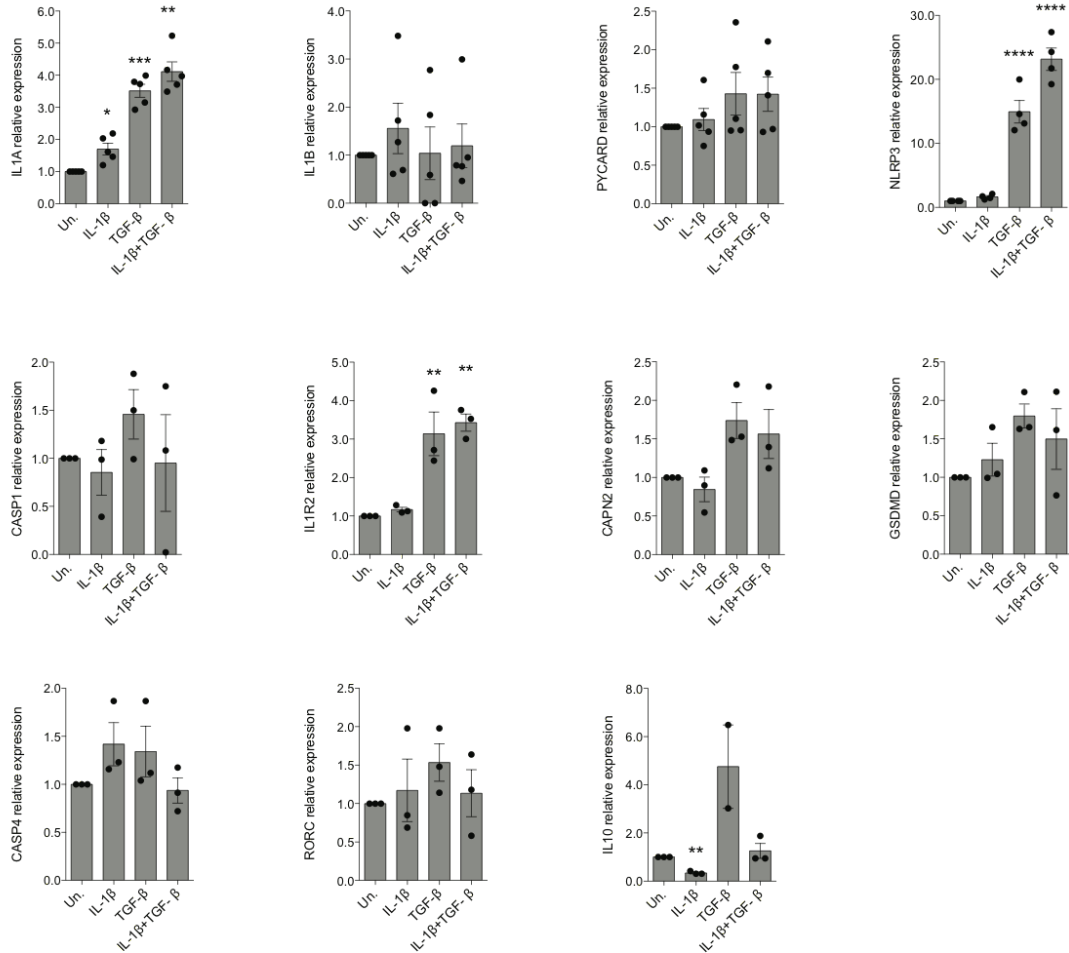 IL1A relative expression
6.0
5.0
4.0
3.0
2.0
1.0
0.0
*
***
**
Un.
IL-1β
TGF-β
IL-1β+TGF- β
IL1B relative expression
4.0
3.0
2.0
1.0
0.0
Un.
IL-1β
TGF-β
IL-1β+TGF- β
PYCARD relative expression
2.5
2.0
1.5
1.0
0.5
0.0
Un.
IL-1β
TGF-β
IL-1β+TGF- β
NLRP3 relative expression
30.0
20.0
10.0
0.0
****
****
Un.
IL-1β
TGF-β
IL-1β+TGF- β
CASP1 relative expression
2.0
1.5
1.0
0.5
0.0
Un.
IL-1β
TGF-β
IL-1β+TGF- β
IL1R2 relative expression
5.0
4.0
3.0
2.0
1.0
0.0
**
**
Un.
IL-1β
TGF-β
IL-1β+TGF- β
CAPN2 relative expression
2.5
2.0
1.5
1.0
0.5
0.0
Un.
IL-1β
TGF-β
IL-1β+TGF- β
GSDMD relative expression
2.5
2.0
1.5
1.0
0.5
0.0
Un.
IL-1β
TGF-β
IL-1β+TGF- β
CASP4 relative expression
2.0
1.5
1.0
0.5
0.0
Un.
IL-1β
TGF-β
IL-1β+TGF- β
RORC relative expression
2.5
2.0
1.5
1.0
0.5
0.0
Un.
IL-1β
TGF-β
IL-1β+TGF- β
IL10 relative expression
8.0
6.0
4.0
2.0
0.0
**
Un.
IL-1β
TGF-β
IL-1β+TGF- β